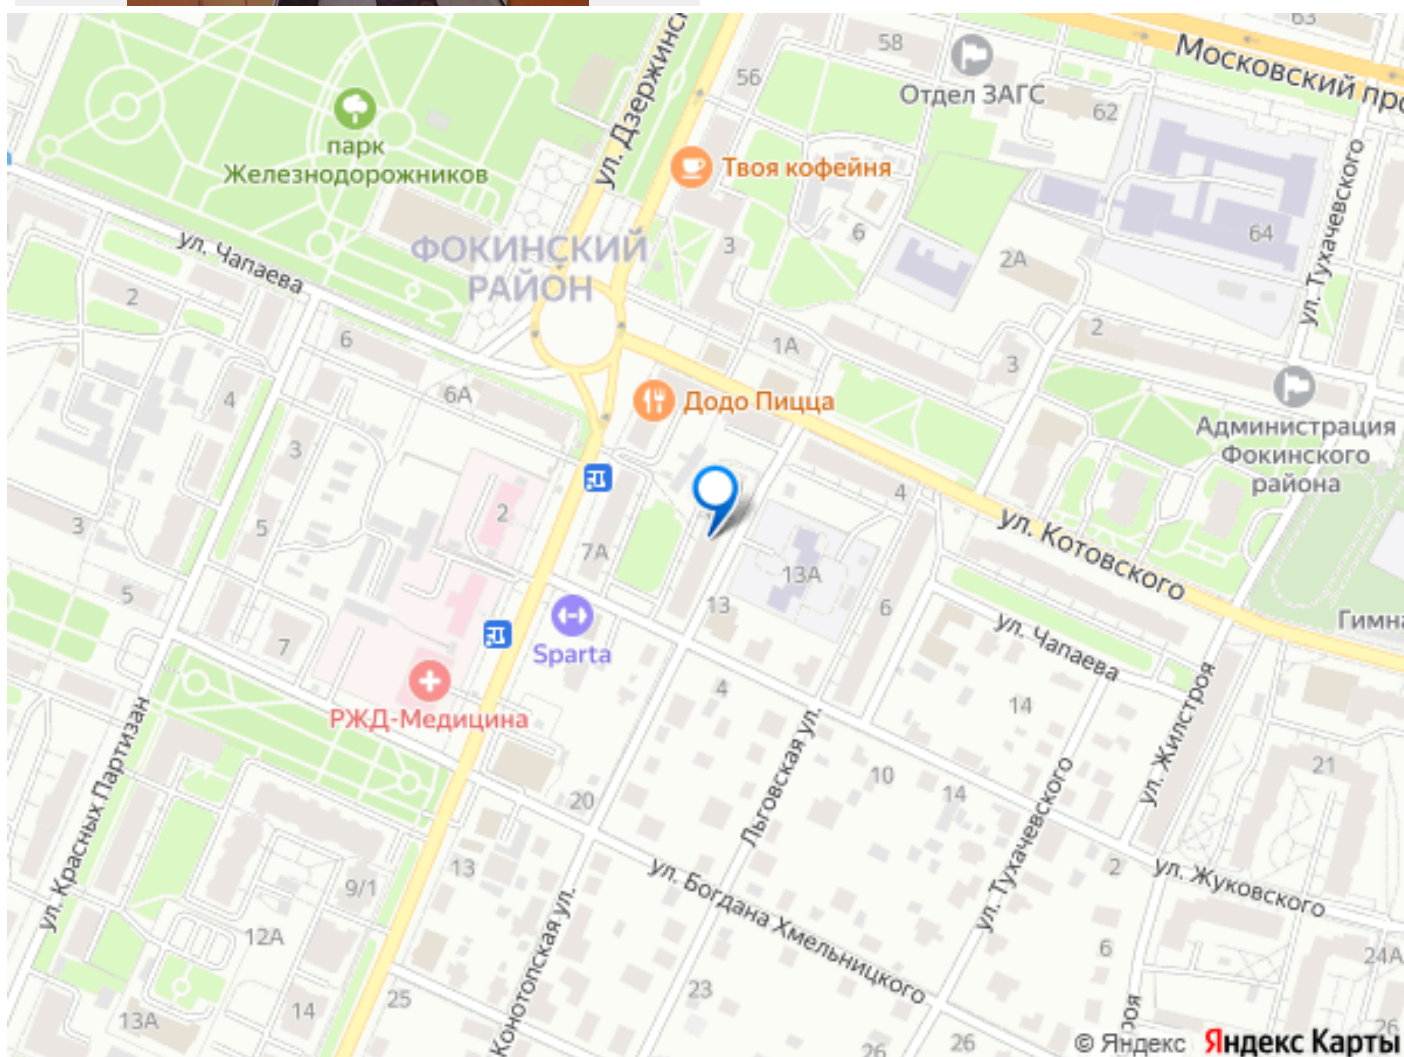 63
58
Московский про
ул. Дзержинс
56
Отдел ЗАГС
62
парк
Железнодорожников
Твоя кофейня
ул. Тухачевского
ул. Чапаева
ФОКИНСКИЙ
РАЙОН
3
6
64
2А
2
6
1А
2
3
4
6А
Додо Пицца
Администрация
Фокинского
района
3
2
4
ул. Котовского
3
5
7А
13А
5
13
6
Гимна
7
Sparta
ул. Чапаева
РЖД-Медицина
4
14
ул. Красных Партизан
Льговская ул.
ул. Тухачевского
ул. Жилстроя
10
14
21
20
13
2
ул. Жуковского
9/1
ул. Богдана Хмельницкого
12А
Конотопская ул.
6
24А
25
23
14
13А
26
26
26
роя
© Яндекс Яндекс Карты